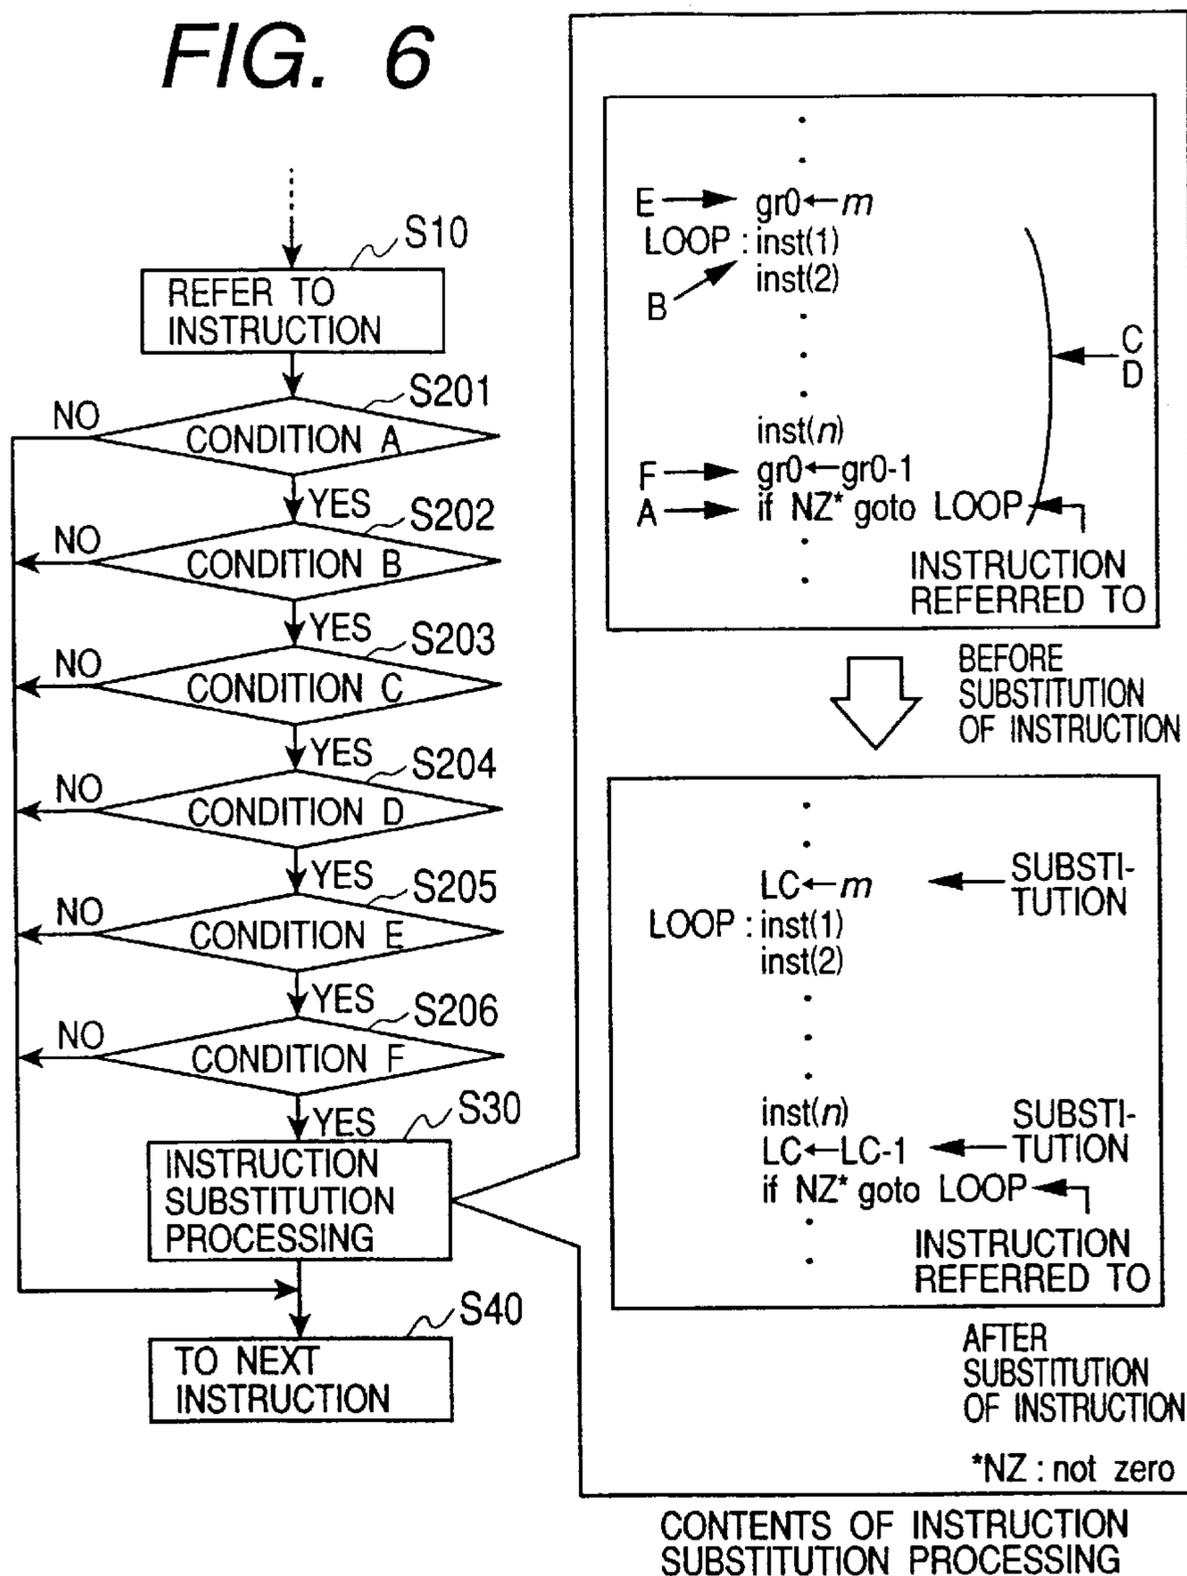 FIG. 6
S10
REFER TO
INSTRUCTION
S201
NO
CONDITION A
YES
S202
NO
CONDITION B
YES
S203
NO
CONDITION C
YES
S204
NO
CONDITION D
YES
S205
NO
CONDITION E
YES
S206
NO
CONDITION F
YES
S30
INSTRUCTION
SUBSTITUTION
PROCESSING
S40
TO NEXT
INSTRUCTION
E gr0←m
LOOP : inst(1)
B inst(2)
C
D
inst(n)
F gr0←gr0-1
A if NZ* goto LOOP
INSTRUCTION
REFERRED TO
BEFORE
SUBSTITUTION
OF INSTRUCTION
LC←m
SUBSTI-
TUTION
LOOP : inst(1)
inst(2)
inst(n)
LC←LC-1
SUBSTI-
TUTION
if NZ* goto LOOP
INSTRUCTION
REFERRED TO
AFTER
SUBSTITUTION
OF INSTRUCTION
*NZ : not zero
CONTENTS OF INSTRUCTION
SUBSTITUTION PROCESSING